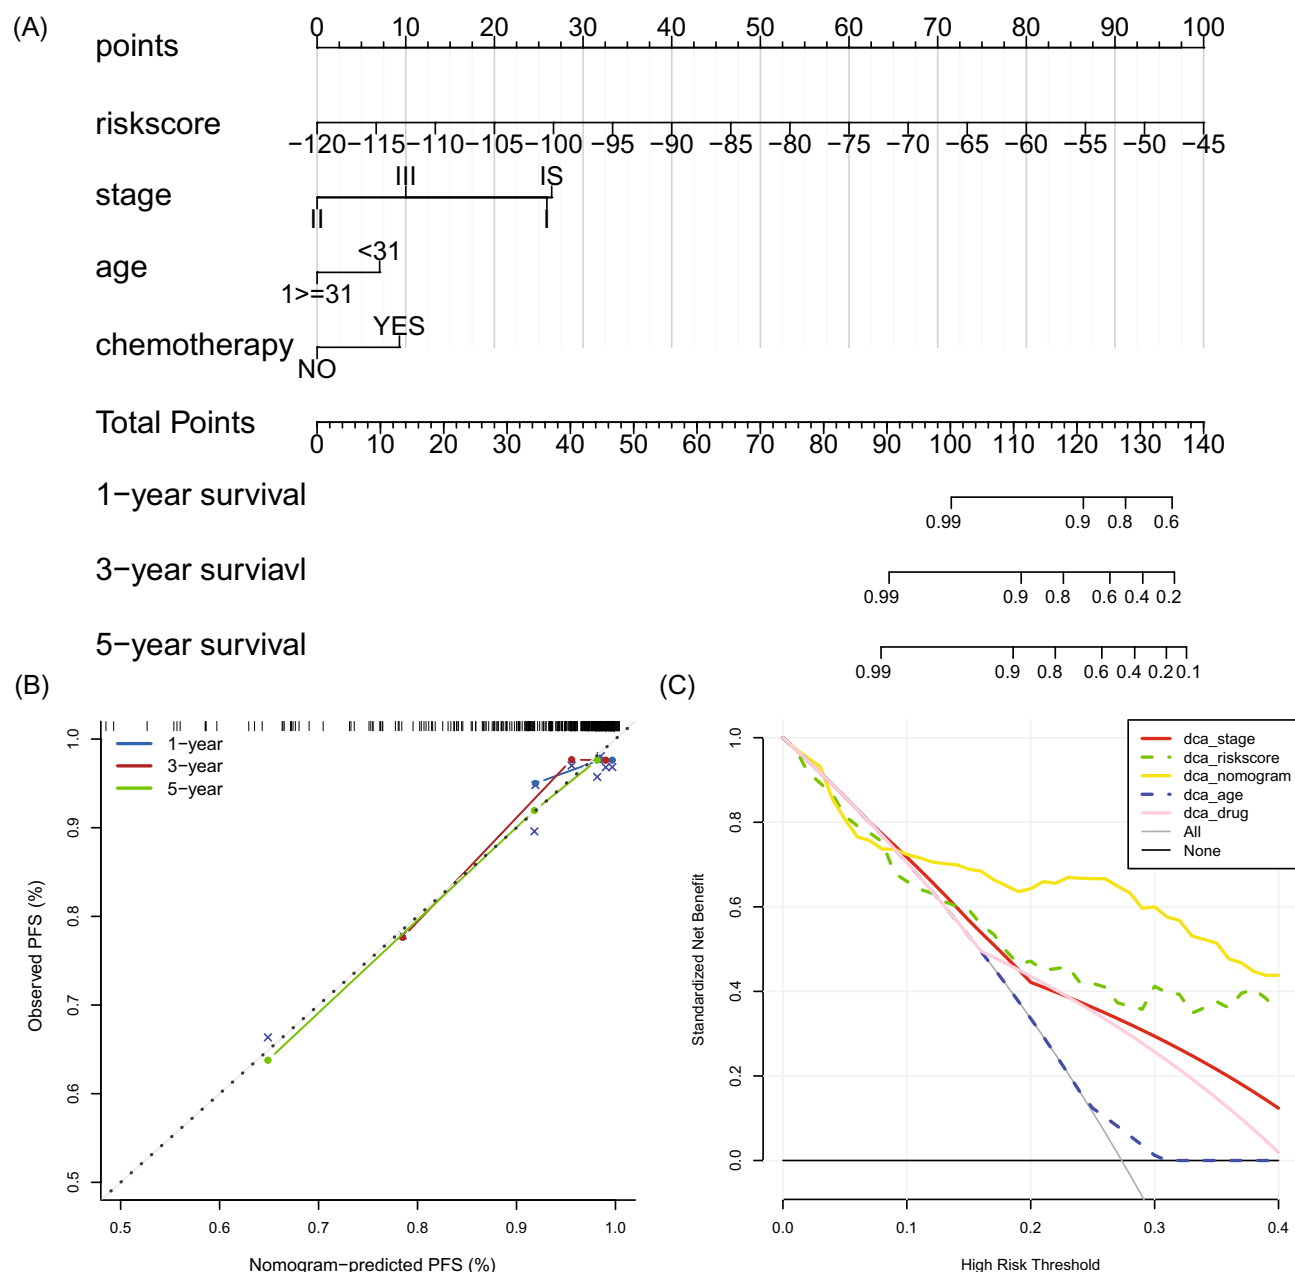 (A)
points
0 10 20 30 40 50 60 70 80 90 100
riskscore
−120 −115 −110 −105 −100 −95 −90 −85 −80 −75 −70 −65 −60 −55 −50 −45
III IS
stage
II I
<31
age
1>=31
YES
chemotherapy
NO
Total Points
0 10 20 30 40 50 60 70 80 90 100 110 120 130 140
1−year survival
0.99 0.9 0.8 0.6
3−year surviavl
0.99 0.9 0.8 0.6 0.4 0.2
5−year survival
0.99 0.9 0.8 0.6 0.4 0.2 0.1
(B)
1−year
3−year
5−year
Observed PFS (%)
1.0
0.9
0.8
0.7
0.6
0.5
0.5 0.6 0.7 0.8 0.9 1.0
Nomogram−predicted PFS (%)
(C)
dca_stage
dca_riskscore
dca_nomogram
dca_age
dca_drug
All
None
Standardized Net Benefit
1.0
0.8
0.6
0.4
0.2
0.0
0.0 0.1 0.2 0.3 0.4
High Risk Threshold